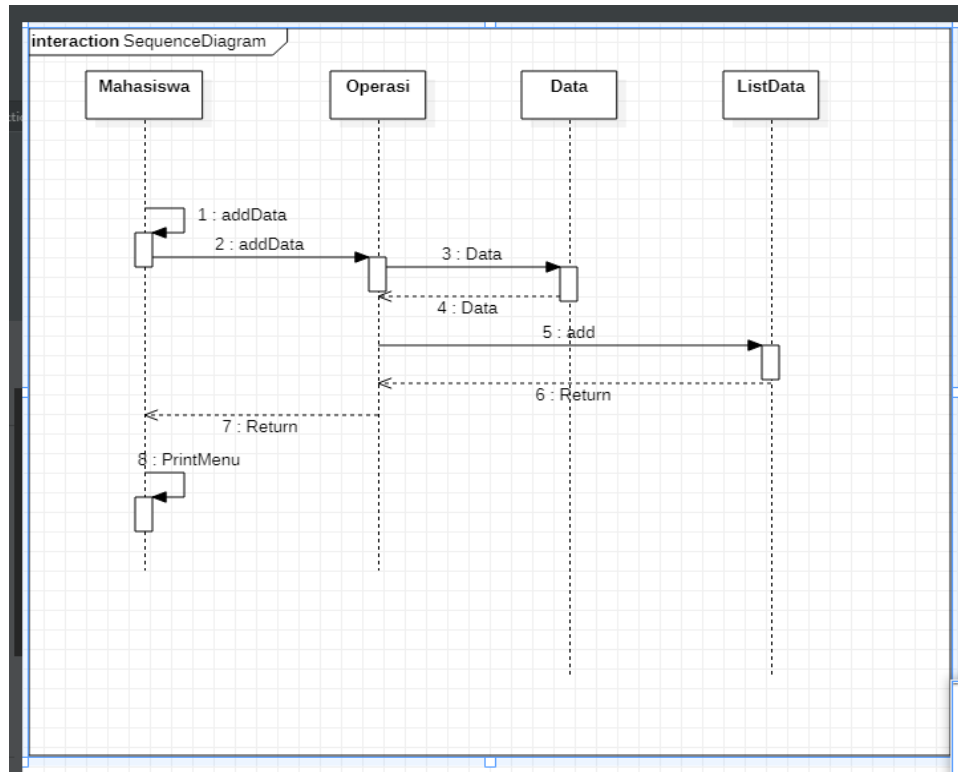 interaction SequenceDiagram
Mahasiswa
Operasi
Data
ListData
1 : addData
2 : addData
3 : Data
4 : Data
5 : add
6 : Return
7 : Return
8 : PrintMenu